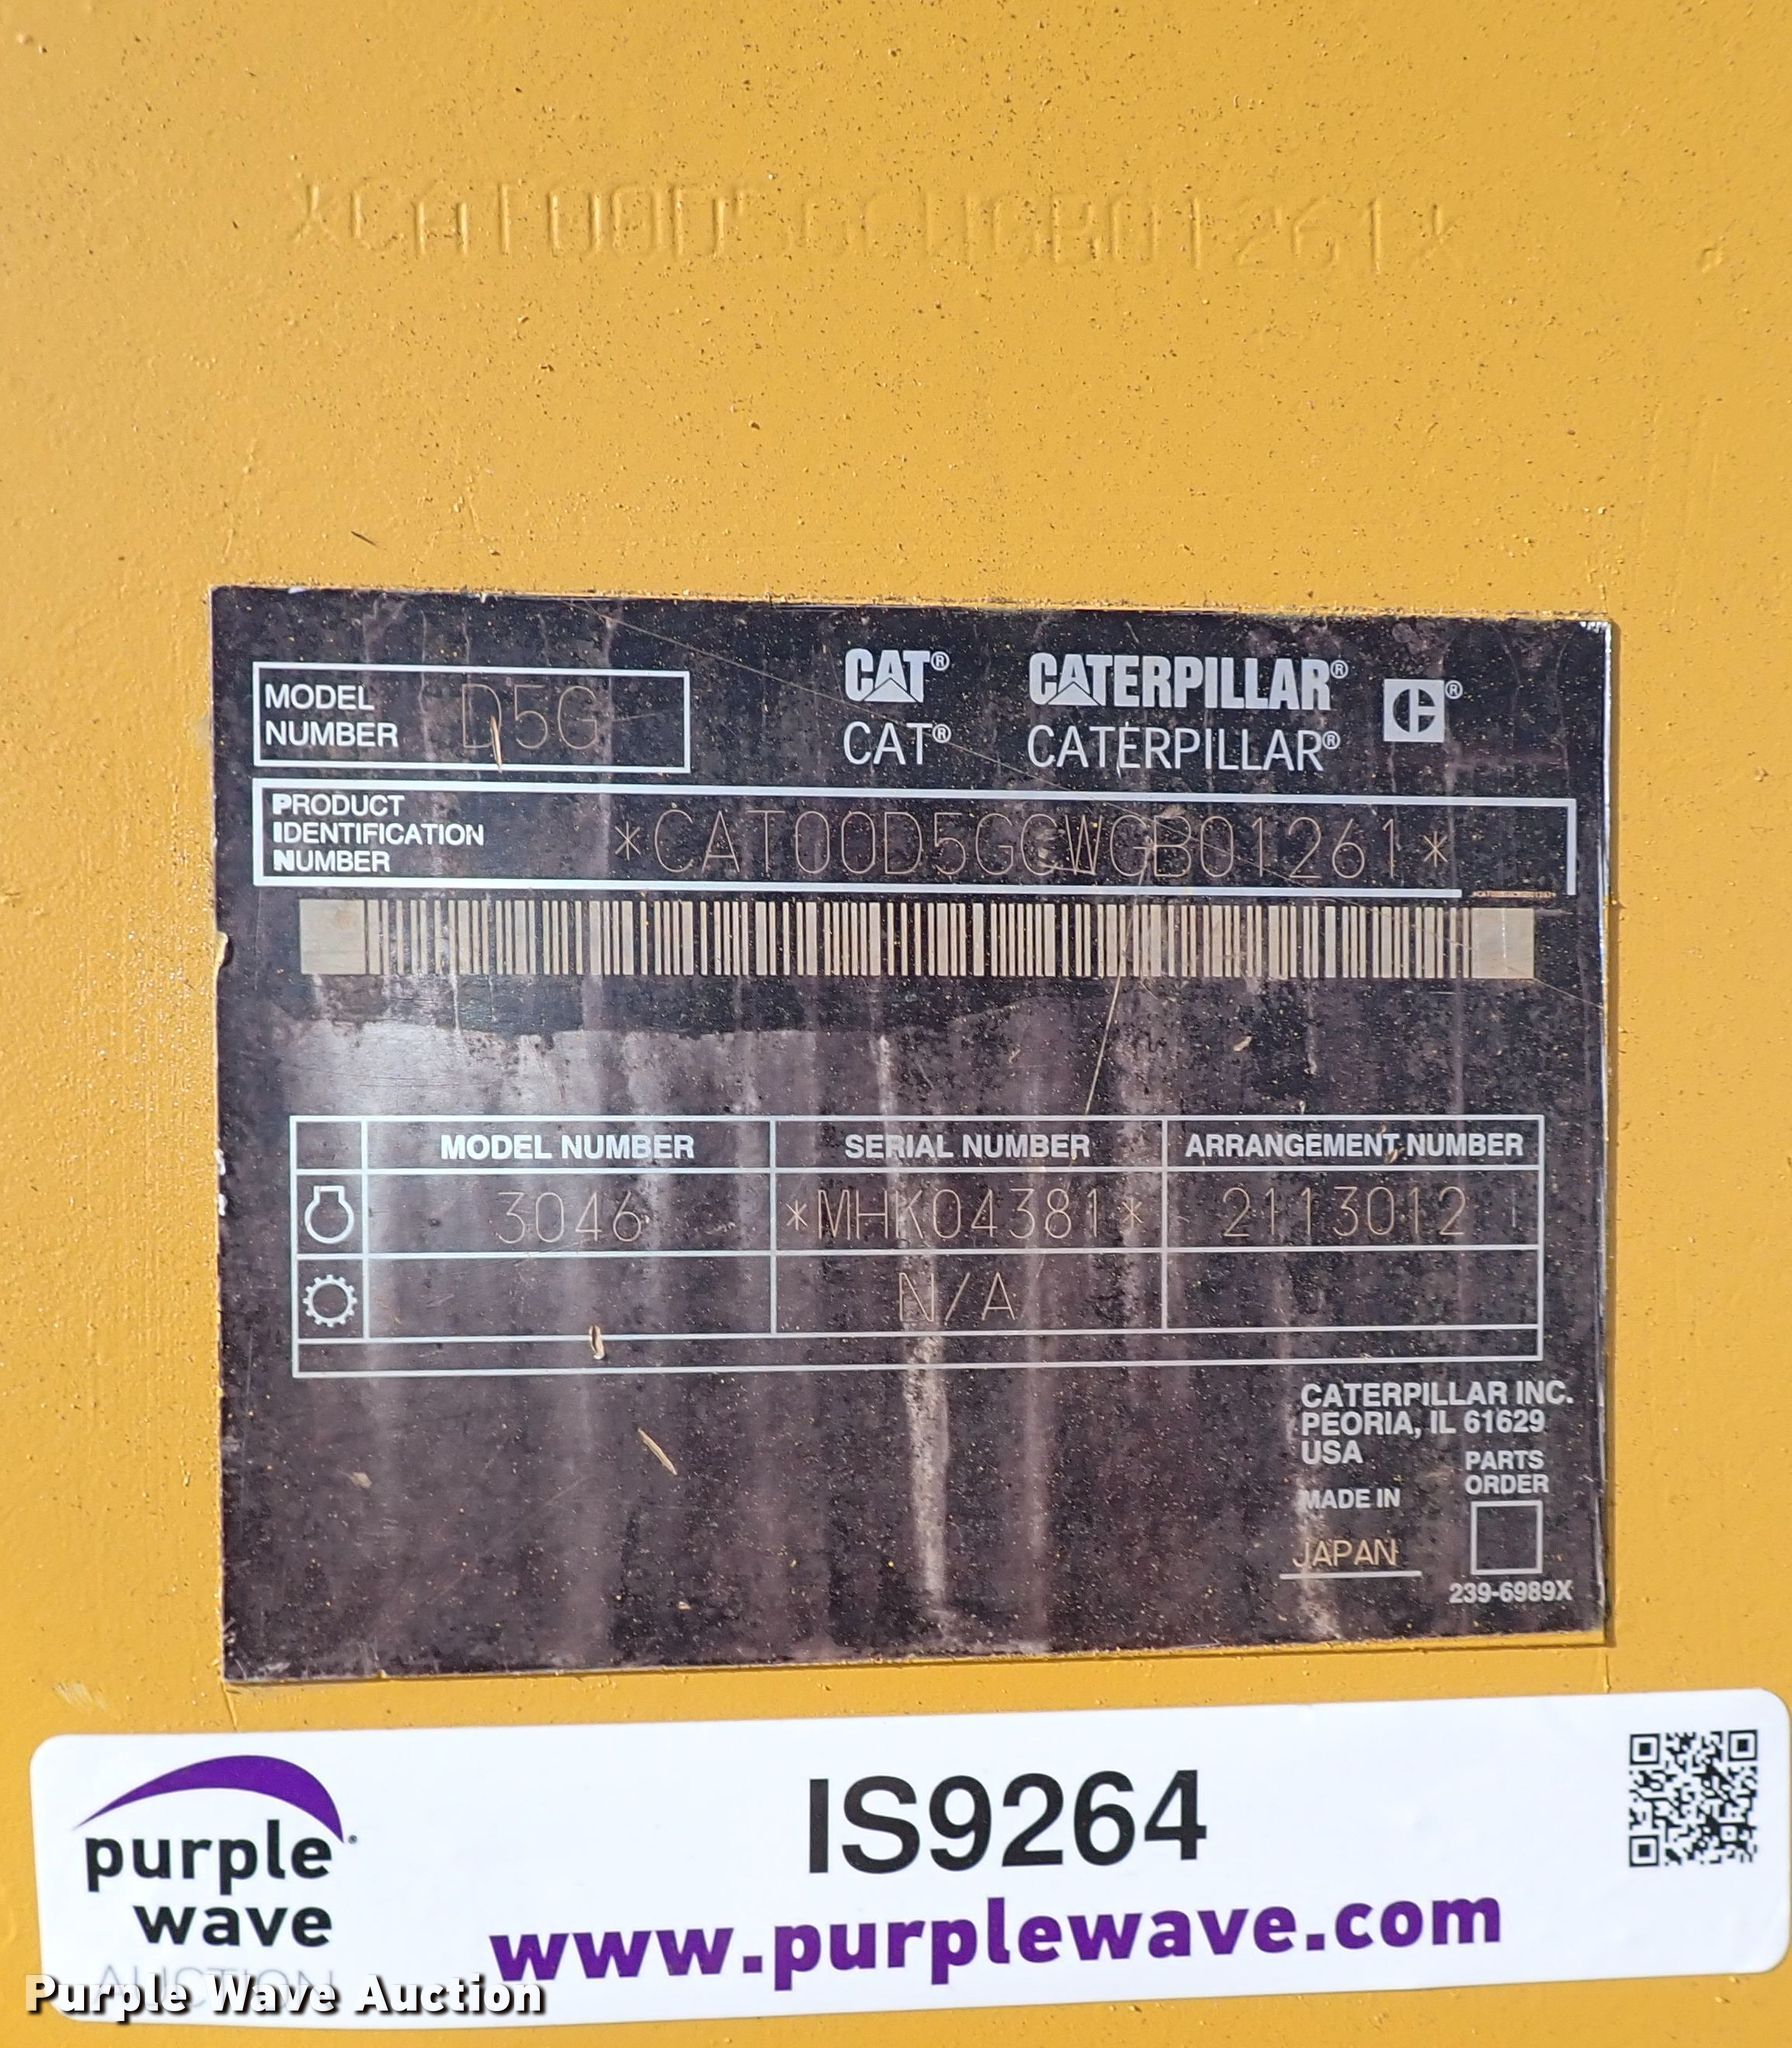 *CAT00D5GCWGB01261*
MODEL NUMBER D5G
CAT® CATERPILLAR®
CAT® CATERPILLAR®
PRODUCT IDENTIFICATION NUMBER *CAT00D5GCWGB01261*
MODEL NUMBER SERIAL NUMBER ARRANGEMENT NUMBER
3046 *MHK04381* 2113012
N/A
CATERPILLAR INC.
PEORIA, IL 61629
USA
PARTS ORDER
MADE IN
JAPAN
239-6989X
purple
wave
AUCTION
IS9264
www.purplewave.com
Purple Wave Auction